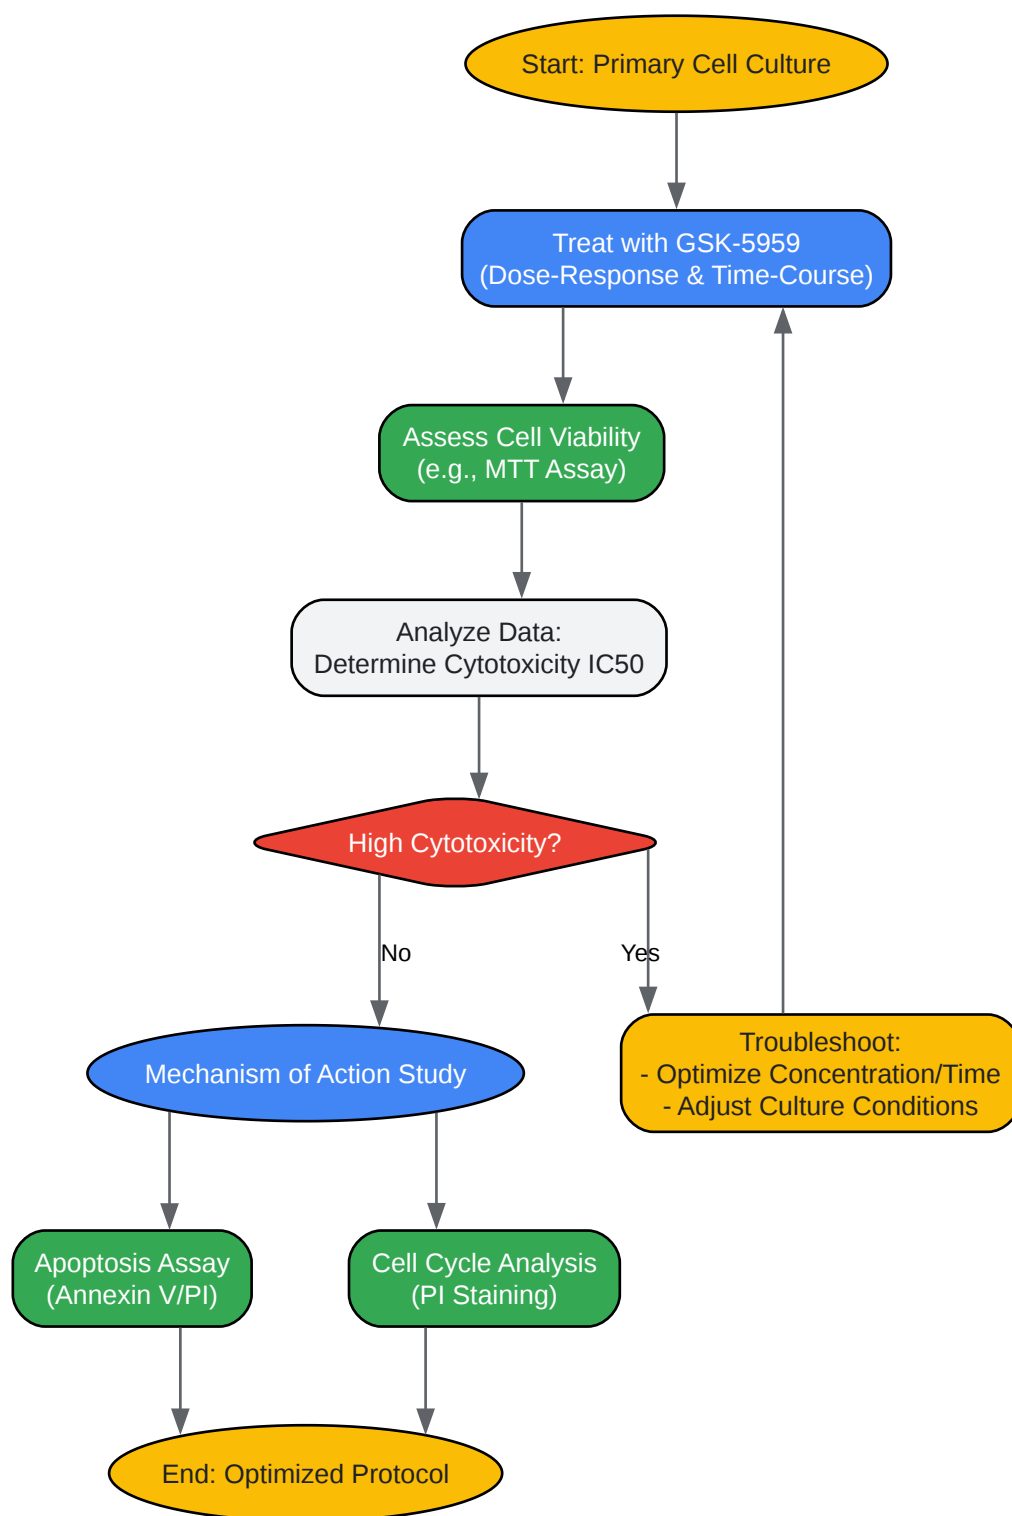 Start: Primary Cell Culture
Treat with GSK-5959
(Dose-Response & Time-Course)
Assess Cell Viability
(e.g., MTT Assay)
Analyze Data:
Determine Cytotoxicity IC50
High Cytotoxicity?
No
Yes
Mechanism of Action Study
Troubleshoot:
- Optimize Concentration/Time
- Adjust Culture Conditions
Apoptosis Assay
(Annexin V/PI)
Cell Cycle Analysis
(PI Staining)
End: Optimized Protocol